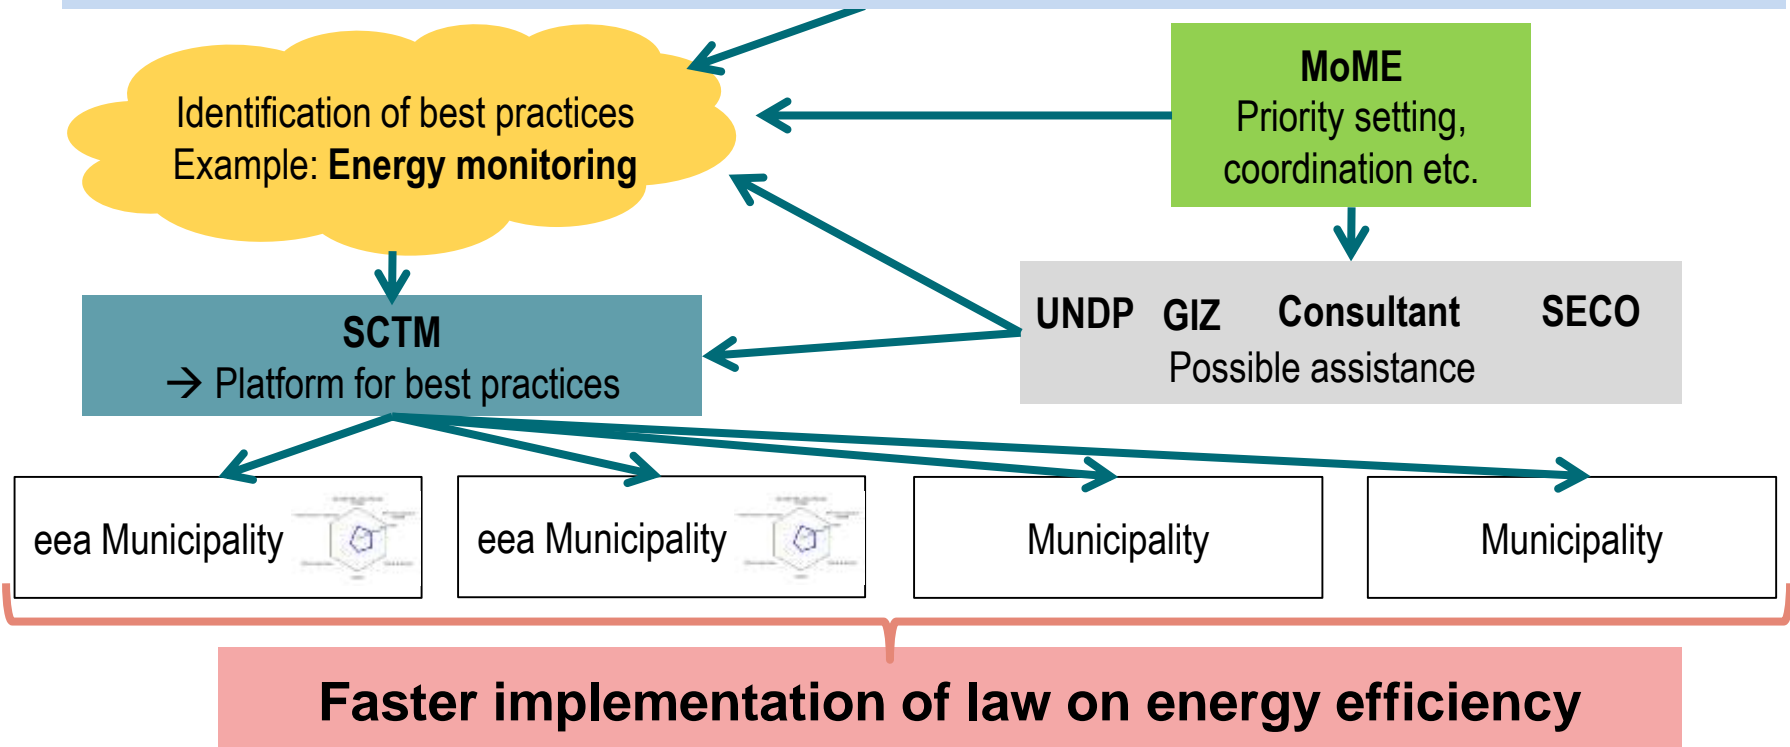 Identification of best practices
Example: Energy monitoring
MoME
Priority setting,
coordination etc.
SCTM
→ Platform for best practices
UNDP GIZ Consultant SECO
Possible assistance
eea Municipality
eea Municipality
Municipality
Municipality
Faster implementation of law on energy efficiency